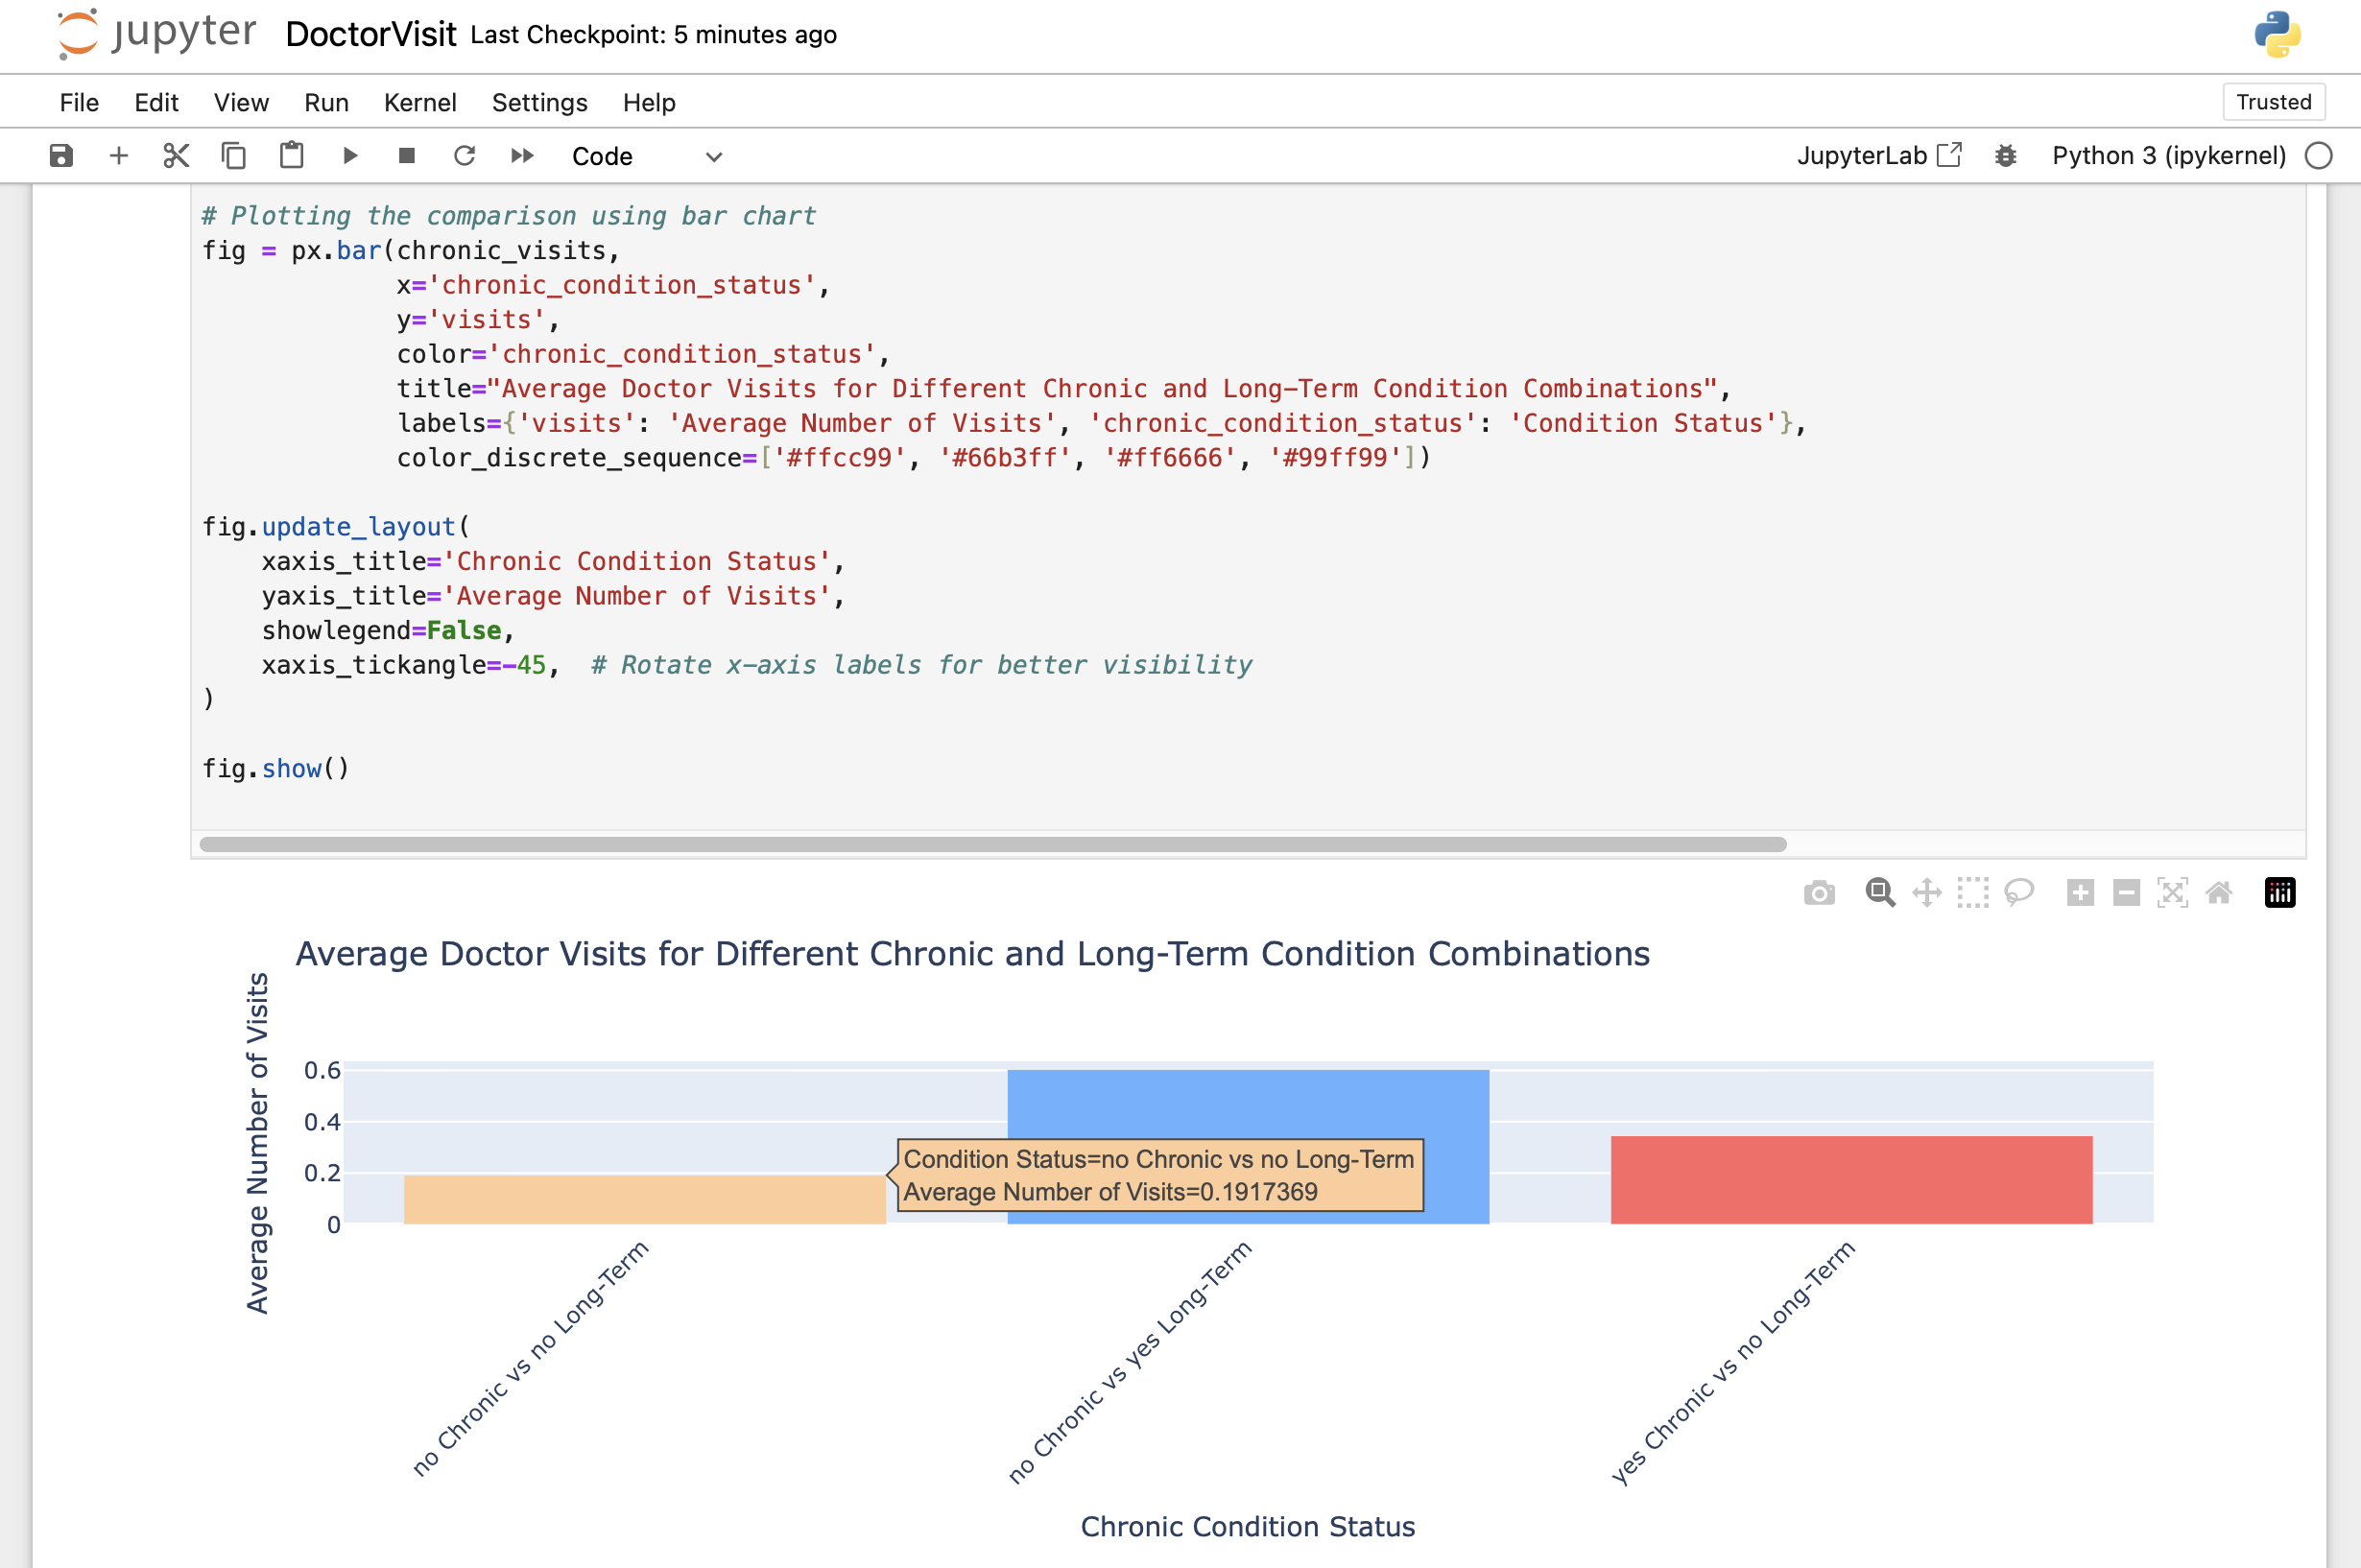 jupyter DoctorVisit Last Checkpoint: 5 minutes ago
File Edit View Run Kernel Settings Help Trusted
Code JupyterLab Python 3 (ipykernel)
# Plotting the comparison using bar chart
fig = px.bar(chronic_visits,
             x='chronic_condition_status',
             y='visits',
             color='chronic_condition_status',
             title="Average Doctor Visits for Different Chronic and Long-Term Condition Combinations",
             labels={'visits': 'Average Number of Visits', 'chronic_condition_status': 'Condition Status'},
             color_discrete_sequence=['#ffcc99', '#66b3ff', '#ff6666', '#99ff99'])
fig.update_layout(
    xaxis_title='Chronic Condition Status',
    yaxis_title='Average Number of Visits',
    showlegend=False,
    xaxis_tickangle=-45,  # Rotate x-axis labels for better visibility
)
fig.show()
Average Doctor Visits for Different Chronic and Long-Term Condition Combinations
Average Number of Visits
0.6
0.4
0.2
0
Condition Status=no Chronic vs no Long-Term
Average Number of Visits=0.1917369
no Chronic vs no Long-Term
no Chronic vs yes Long-Term
yes Chronic vs no Long-Term
Chronic Condition Status